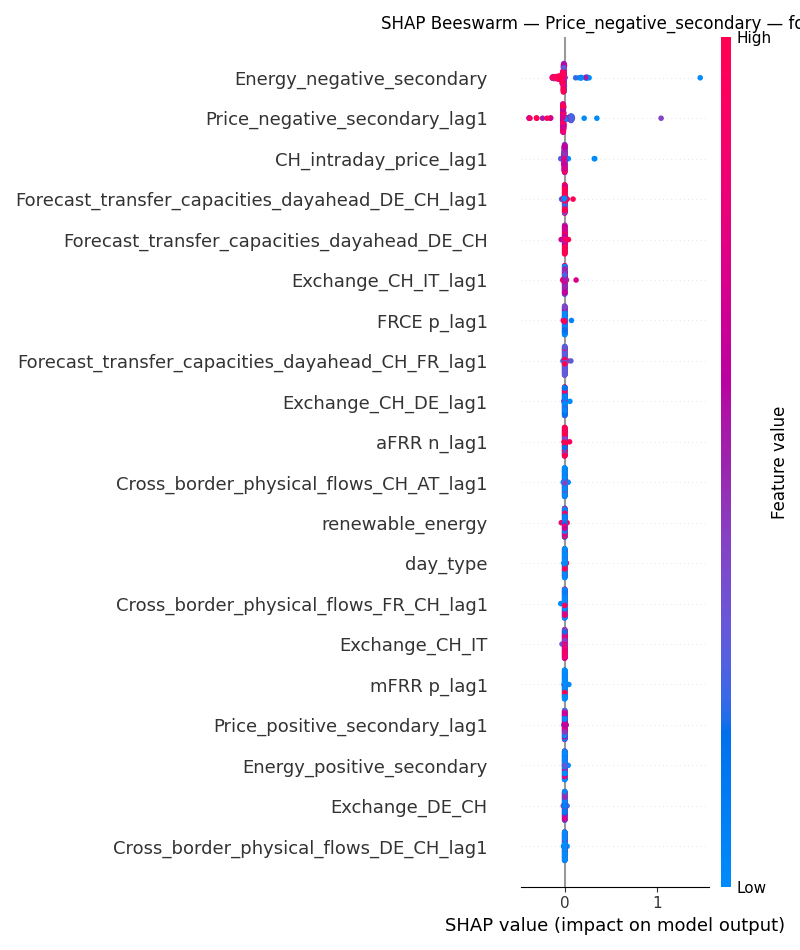 SHAP Beeswarm — Price_negative_secondary — fo
High
Energy_negative_secondary
Price_negative_secondary_lag1
CH_intraday_price_lag1
Forecast_transfer_capacities_dayahead_DE_CH_lag1
Forecast_transfer_capacities_dayahead_DE_CH
Exchange_CH_IT_lag1
FRCE p_lag1
Forecast_transfer_capacities_dayahead_CH_FR_lag1
Exchange_CH_DE_lag1
aFRR n_lag1
Cross_border_physical_flows_CH_AT_lag1
renewable_energy
day_type
Cross_border_physical_flows_FR_CH_lag1
Exchange_CH_IT
mFRR p_lag1
Price_positive_secondary_lag1
Energy_positive_secondary
Exchange_DE_CH
Cross_border_physical_flows_DE_CH_lag1
Feature value
Low
0 1
SHAP value (impact on model output)